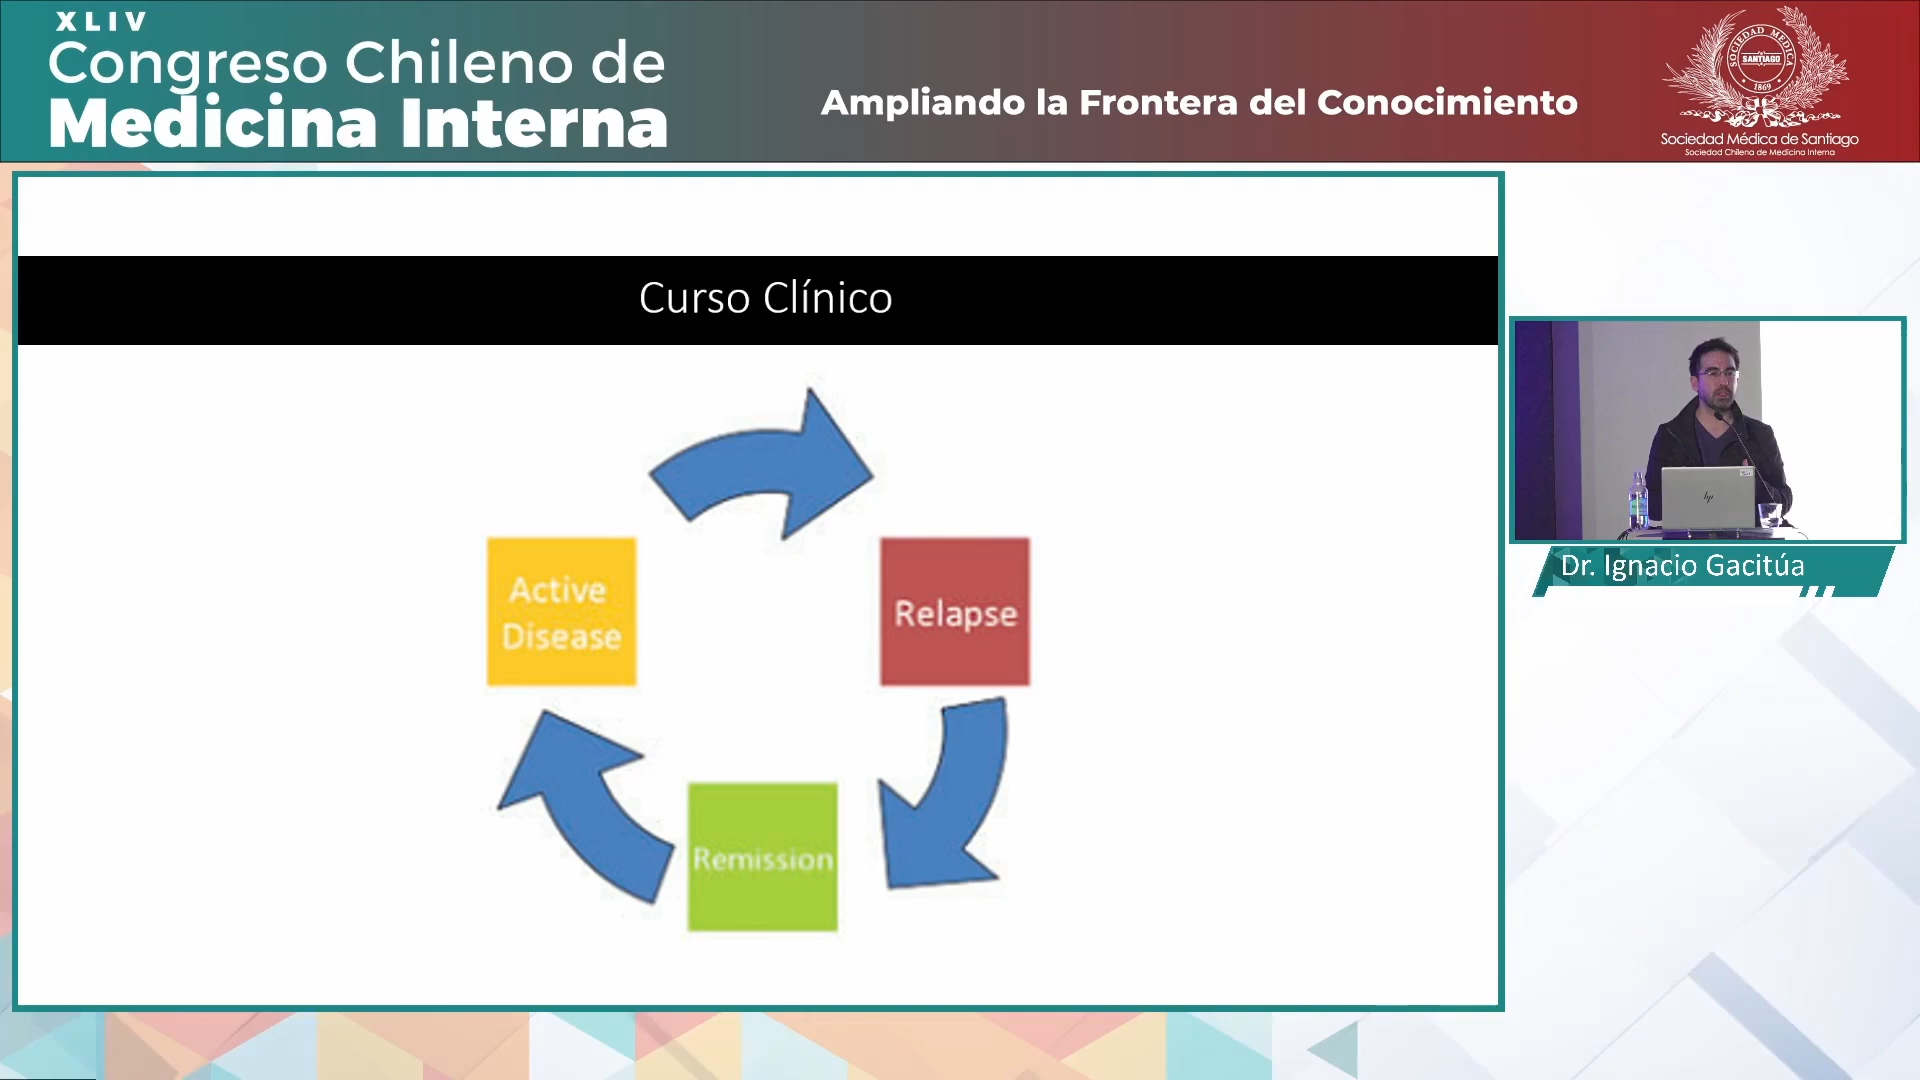 XLIV
Congreso Chileno de
Medicina Interna
Ampliando la Frontera del Conocimiento
SOCIEDAD MEDICA
SANTIAGO
1869
Sociedad Médica de Santiago
Sociedad Chilena de Medicina Interna
Curso Clínico
Active
Disease
Relapse
Remission
hp
Dr. Ignacio Gacitúa